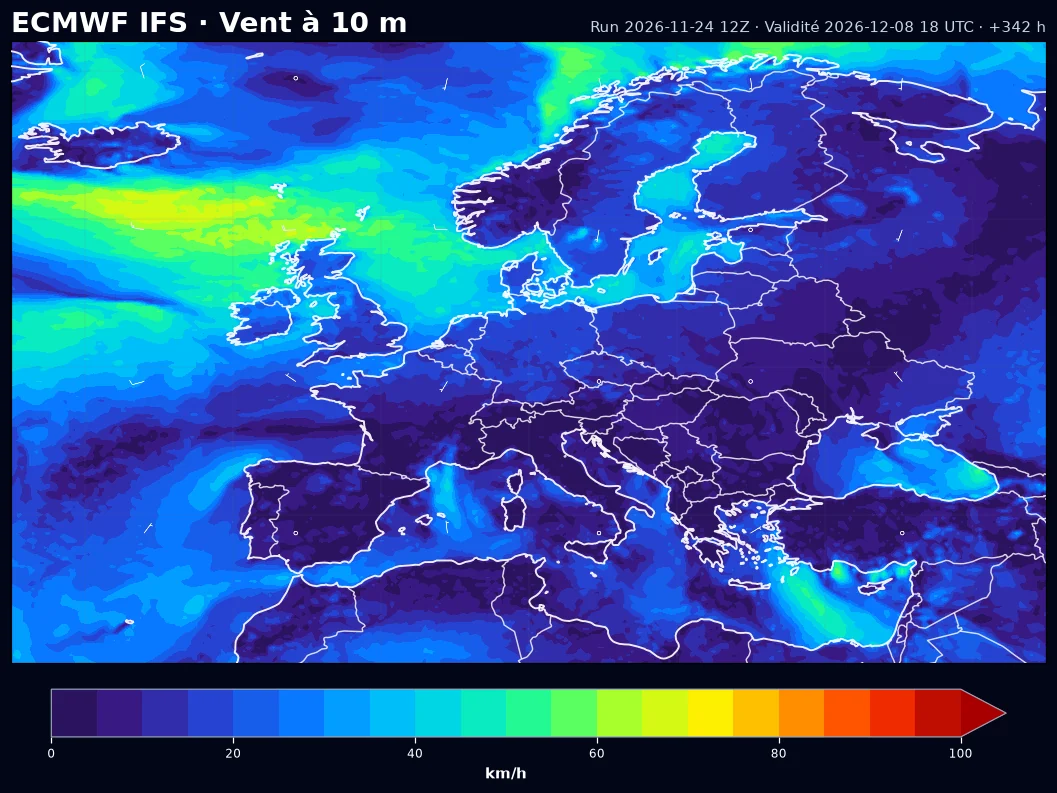 ECMWF IFS · Vent à 10 m
Run 2026-11-24 12Z · Validité 2026-12-08 18 UTC · +342 h
0 20 40 60 80 100
km/h